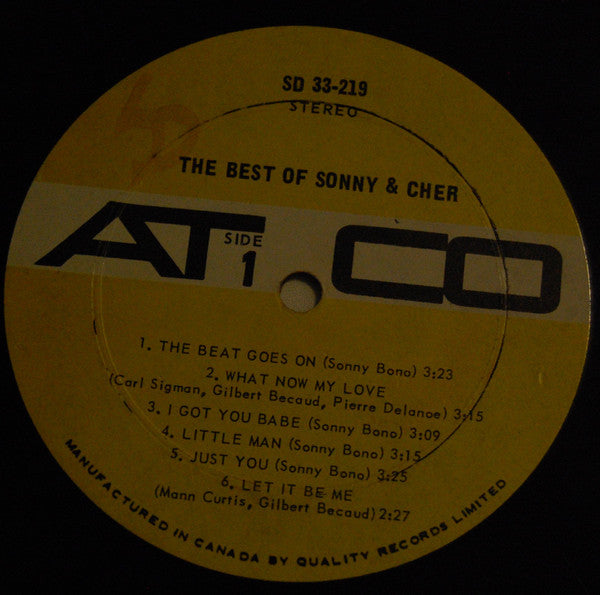 SD 33-219
STEREO
THE BEST OF SONNY & CHER
ATCO
SIDE
1
1. THE BEAT GOES ON (Sonny Bono) 3:23
2. WHAT NOW MY LOVE
(Carl Sigman, Gilbert Becaud, Pierre Delanoe) 3:15
3. I GOT YOU BABE (Sonny Bono) 3:09
4. LITTLE MAN (Sonny Bono) 3:15
5. JUST YOU (Sonny Bono) 3:25
6. LET IT BE ME
(Mann Curtis, Gilbert Becaud) 2:27
MANUFACTURED IN CANADA BY QUALITY RECORDS LIMITED